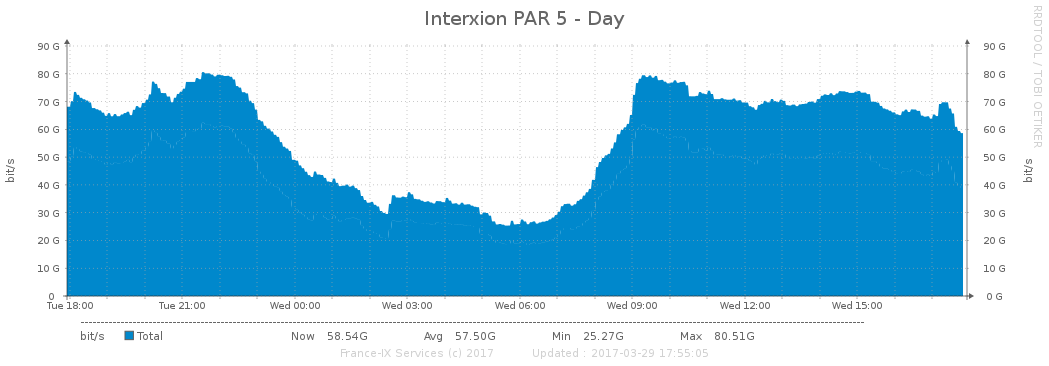 Interxion PAR 5 - Day
RRDTOOL / TOBI OETIKER
90 G 90 G
80 G 80 G
70 G 70 G
60 G 60 G
50 G 50 G
40 G 40 G
30 G 30 G
20 G 20 G
10 G 10 G
0 0 G
bit/s bit/s
Tue 18:00 Tue 21:00 Wed 00:00 Wed 03:00 Wed 06:00 Wed 09:00 Wed 12:00 Wed 15:00
bit/s Total Now 58.54G Avg 57.50G Min 25.27G Max 80.51G
France-IX Services (c) 2017 Updated : 2017-03-29 17:55:05